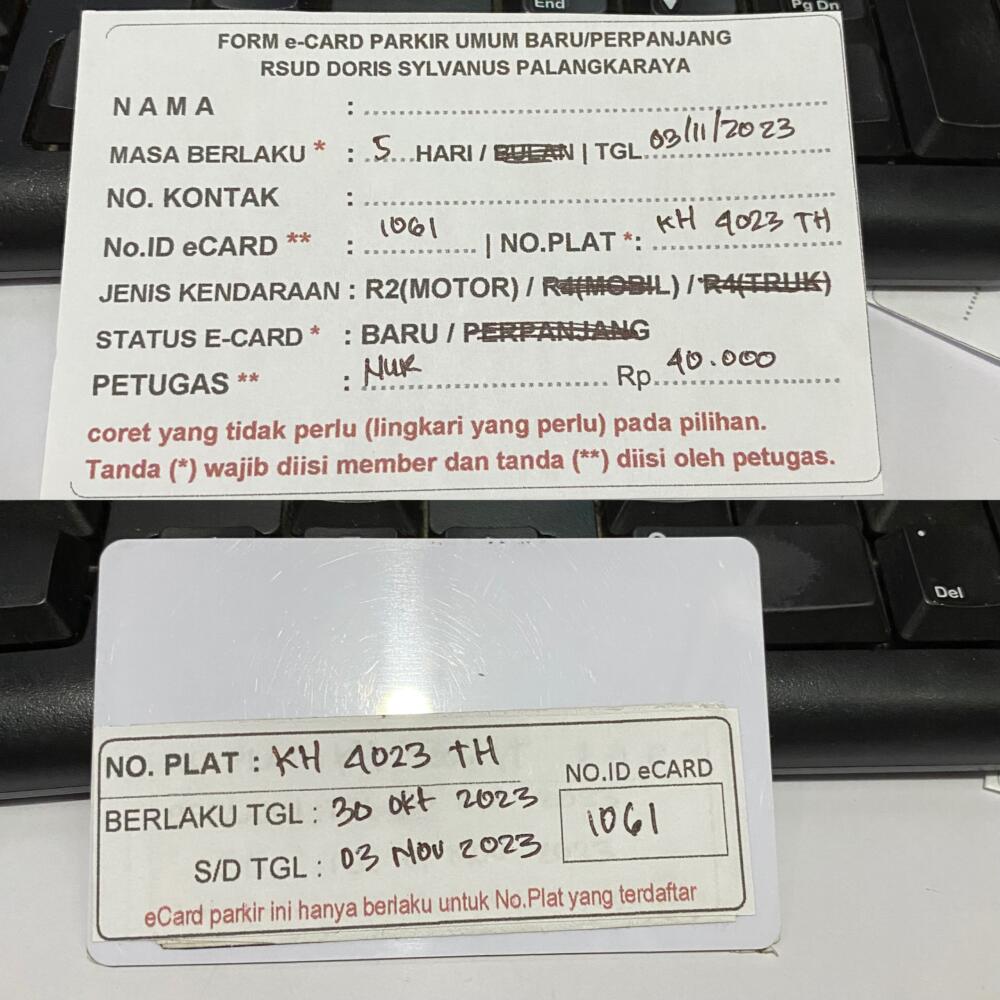 End
Pg Dn
FORM e-CARD PARKIR UMUM BARU/PERPANJANG
RSUD DORIS SYLVANUS PALANGKARAYA
NAMA :
MASA BERLAKU * : 5 HARI / BULAN | TGL 03/11/2023
NO. KONTAK :
No.ID eCARD ** : 1061 | NO.PLAT *: KH 4023 TH
JENIS KENDARAAN : R2(MOTOR) / R4(MOBIL) / R4(TRUK)
STATUS E-CARD * : BARU / PERPANJANG
PETUGAS ** : NUR Rp 40.000
coret yang tidak perlu (lingkari yang perlu) pada pilihan.
Tanda (*) wajib diisi member dan tanda (**) diisi oleh petugas.
Del
NO. PLAT : KH 4023 TH
NO.ID eCARD
BERLAKU TGL : 30 Okt 2023
1061
S/D TGL : 03 Nov 2023
eCard parkir ini hanya berlaku untuk No.Plat yang terdaftar